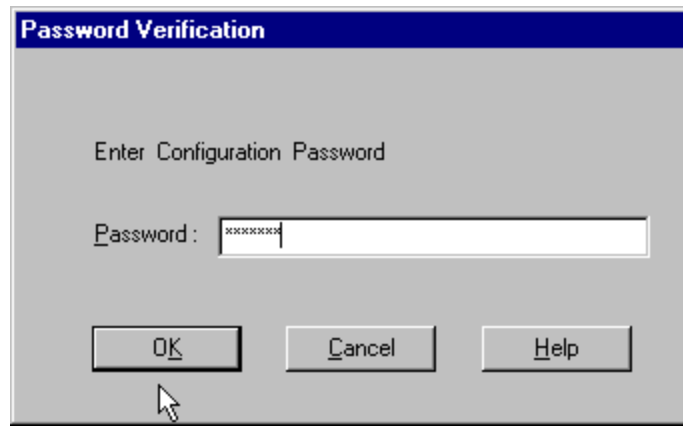 Password Verification
Enter Configuration Password
Password : *******
OK Cancel Help